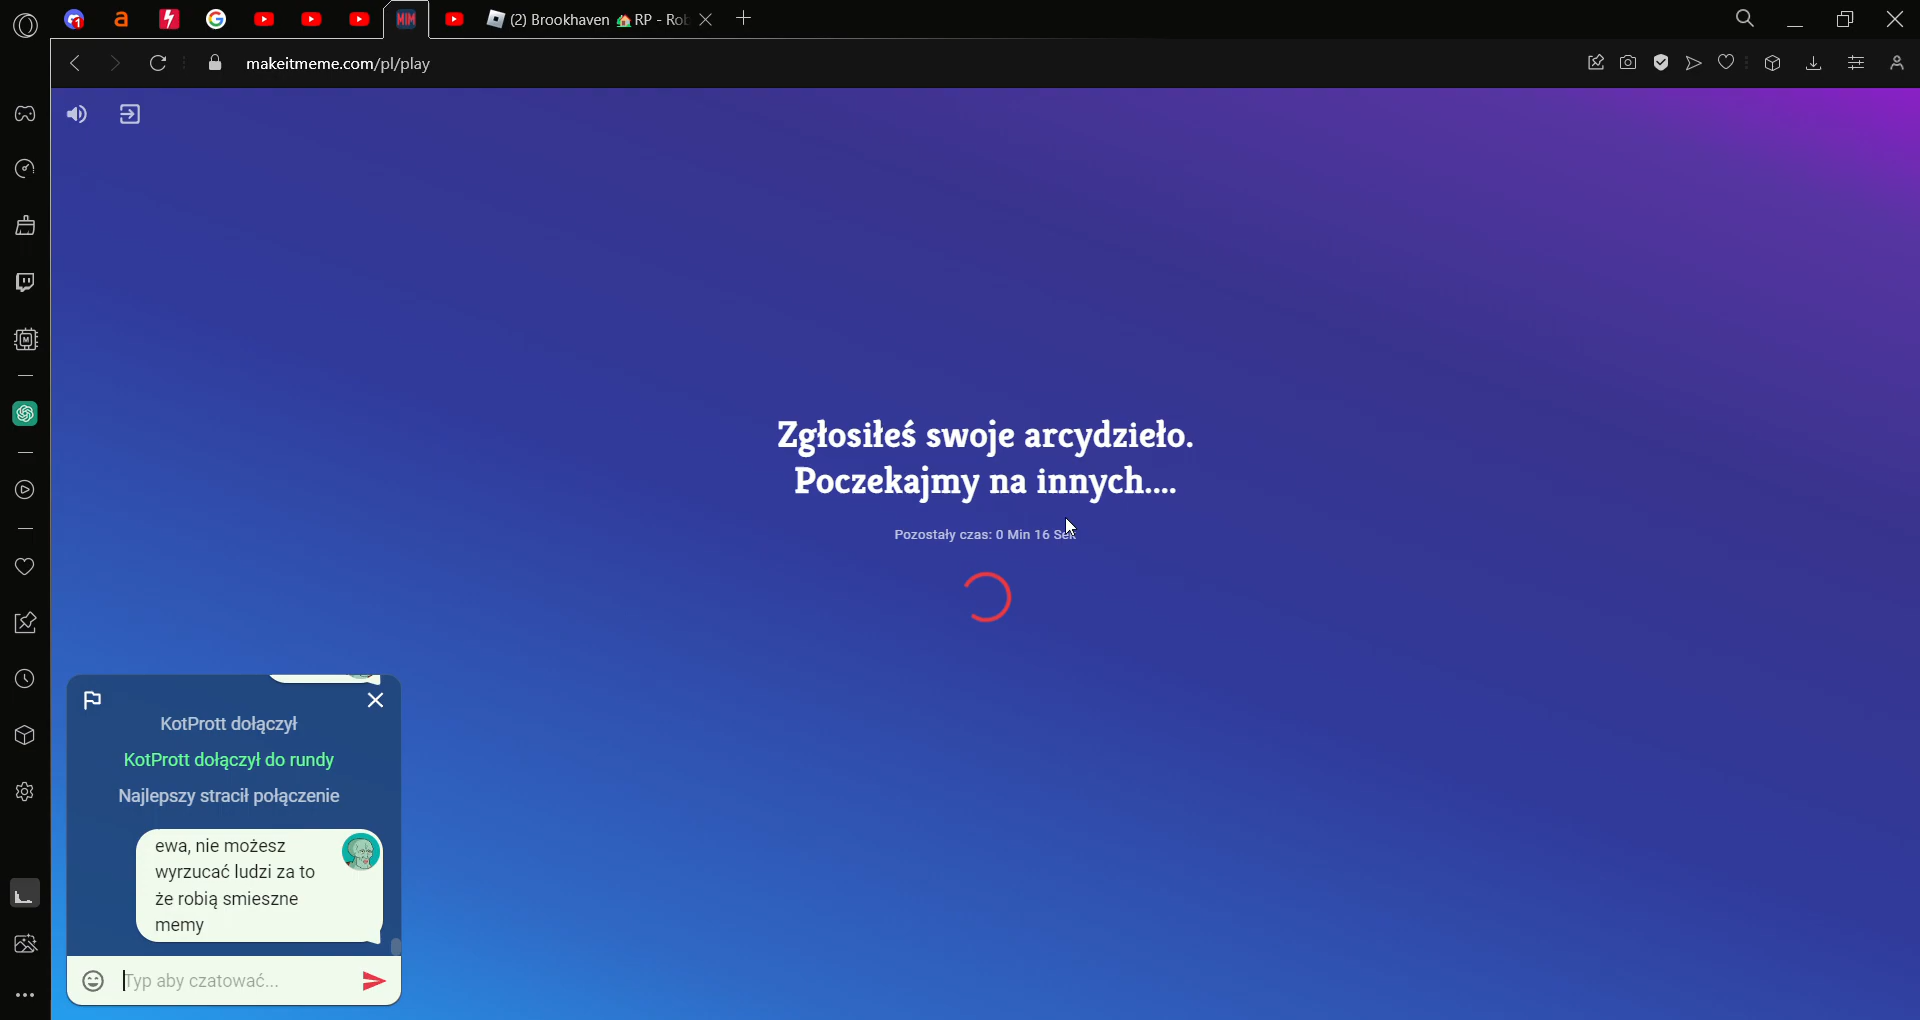 1
a
MIM
(2) Brookhaven 🏡RP - Rob
makeitmeme.com/pl/play
Zgłosiłeś swoje arcydzieło.
Poczekajmy na innych....
Pozostały czas: 0 Min 16 Sek
KotPrott dołączył
KotPrott dołączył do rundy
Najlepszy stracił połączenie
ewa, nie możesz
wyrzucać ludzi za to
że robią smieszne
memy
Typ aby czatować...